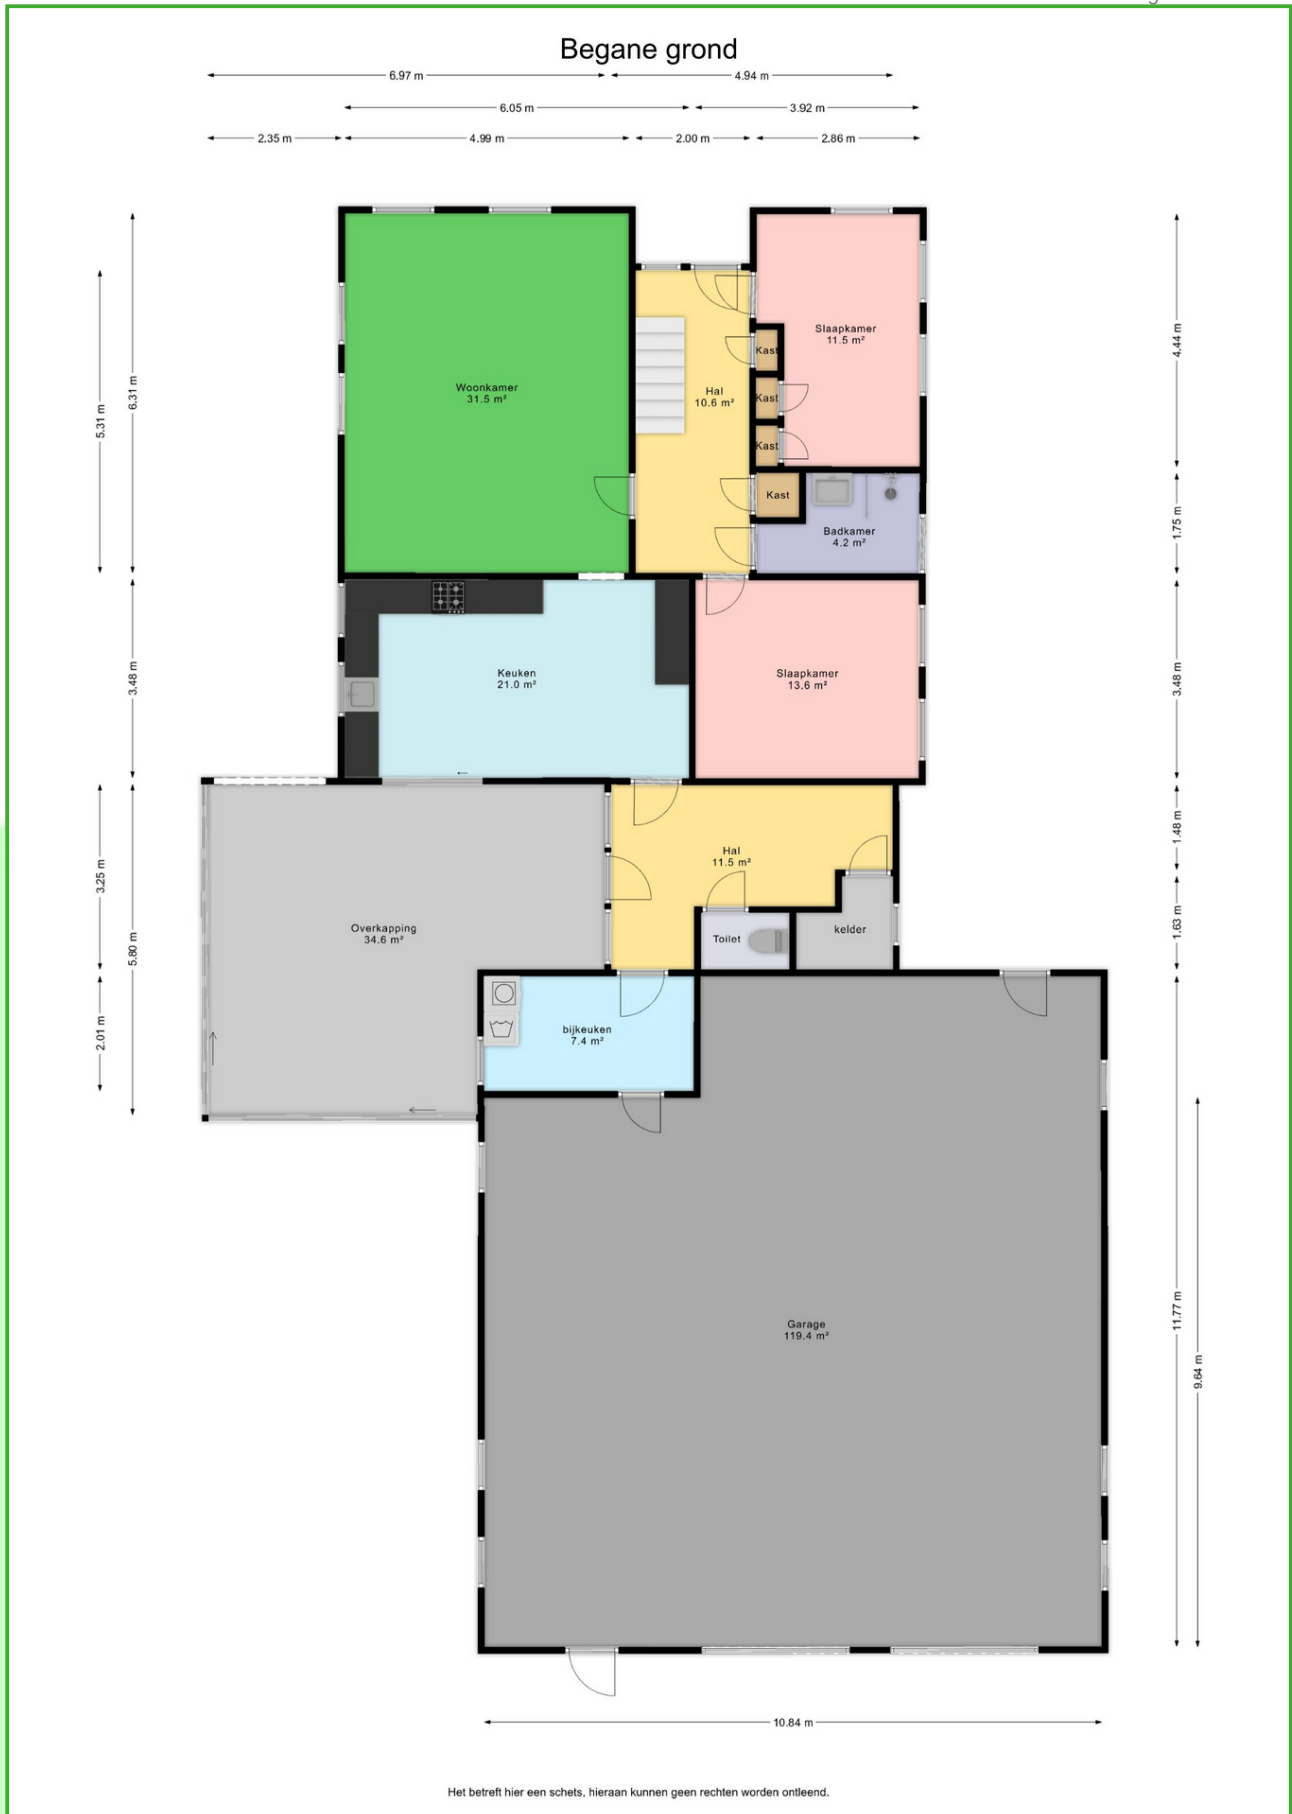 Begane grond
6.97 m
4.94 m
6.05 m
3.92 m
2.35 m
4.99 m
2.00 m
2.86 m
5.31 m
6.31 m
3.48 m
3.25 m
5.80 m
2.01 m
Woonkamer
31.5 m²
Hal
10.6 m²
Slaapkamer
11.5 m²
Kast
Kast
Kast
Kast
Badkamer
4.2 m²
Keuken
21.0 m²
Slaapkamer
13.6 m²
Hal
11.5 m²
Overkapping
34.6 m²
Toilet
kelder
bijkeuken
7.4 m²
Garage
119.4 m²
4.44 m
1.75 m
3.48 m
1.48 m
1.63 m
11.77 m
9.64 m
10.84 m
Het betreft hier een schets, hieraan kunnen geen rechten worden ontleend.